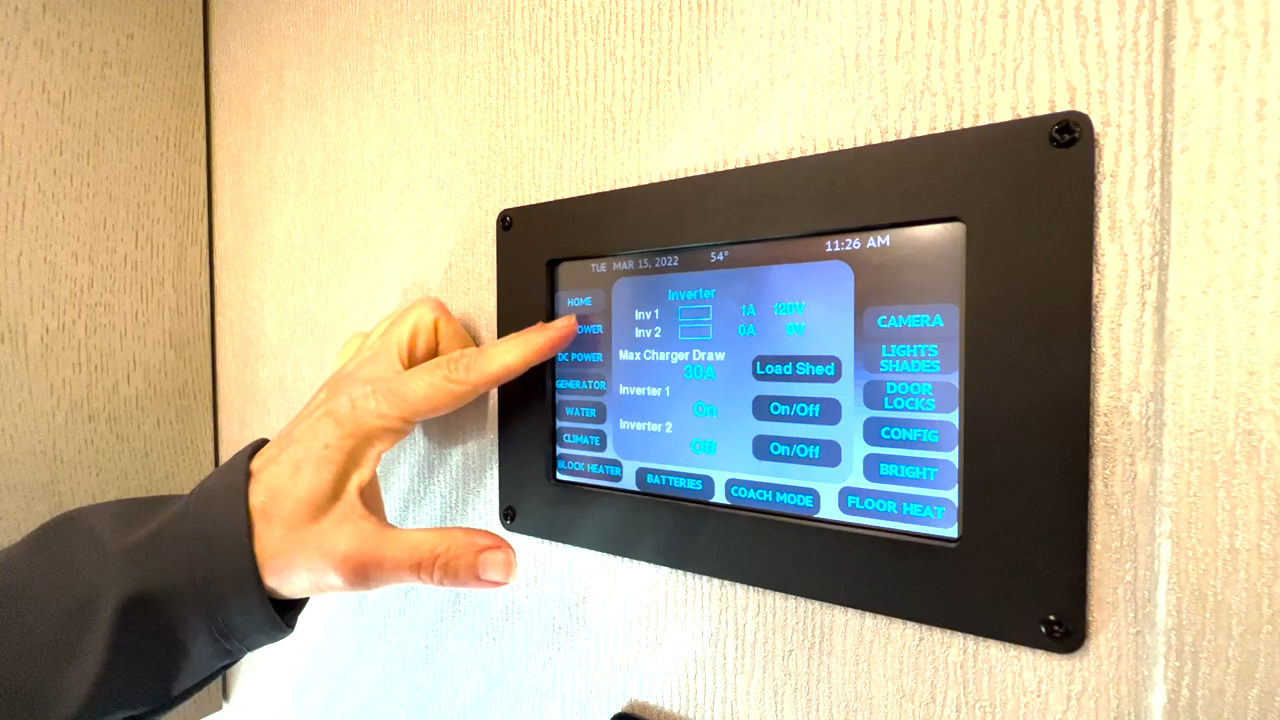 TUE MAR 15, 2022 54° 11:26 AM
HOME
OWER
DC POWER
GENERATOR
WATER
CLIMATE
BLOCK HEATER
Inverter
Inv 1 1A 120V
Inv 2 0A 0V
Max Charger Draw
30A Load Shed
Inverter 1
On On/Off
Inverter 2
Off On/Off
CAMERA
LIGHTS
SHADES
DOOR
LOCKS
CONFIG
BRIGHT
BATTERIES
COACH MODE
FLOOR HEAT